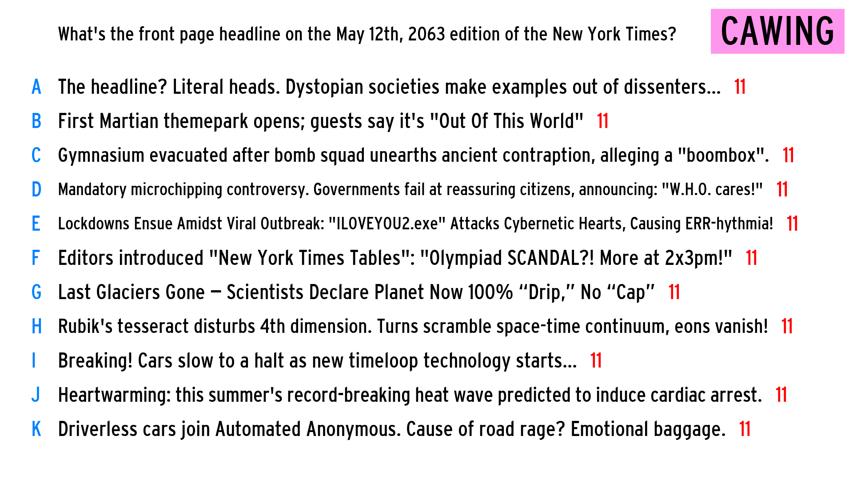 What's the front page headline on the May 12th, 2063 edition of the New York Times?
CAWING
A The headline? Literal heads. Dystopian societies make examples out of dissenters... 11
B First Martian themepark opens; guests say it's "Out Of This World" 11
C Gymnasium evacuated after bomb squad unearths ancient contraption, alleging a "boombox". 11
D Mandatory microchipping controversy. Governments fail at reassuring citizens, announcing: "W.H.O. cares!" 11
E Lockdowns Ensue Amidst Viral Outbreak: "ILOVEYOU2.exe" Attacks Cybernetic Hearts, Causing ERR-hythmia! 11
F Editors introduced "New York Times Tables": "Olympiad SCANDAL?! More at 2x3pm!" 11
G Last Glaciers Gone – Scientists Declare Planet Now 100% “Drip,” No “Cap” 11
H Rubik's tesseract disturbs 4th dimension. Turns scramble space-time continuum, eons vanish! 11
I Breaking! Cars slow to a halt as new timeloop technology starts... 11
J Heartwarming: this summer's record-breaking heat wave predicted to induce cardiac arrest. 11
K Driverless cars join Automated Anonymous. Cause of road rage? Emotional baggage. 11